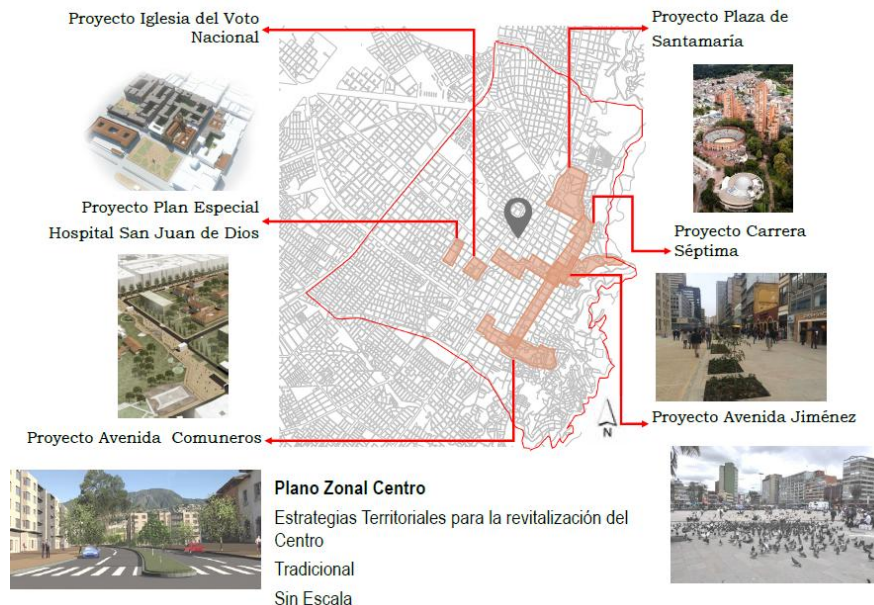 Proyecto Iglesia del Voto
Nacional
Proyecto Plaza de
Santamaría
Proyecto Plan Especial
Hospital San Juan de Dios
Proyecto Carrera
Séptima
Proyecto Avenida Jiménez
Proyecto Avenida Comuneros
N
Plano Zonal Centro
Estrategias Territoriales para la revitalización del
Centro
Tradicional
Sin Escala